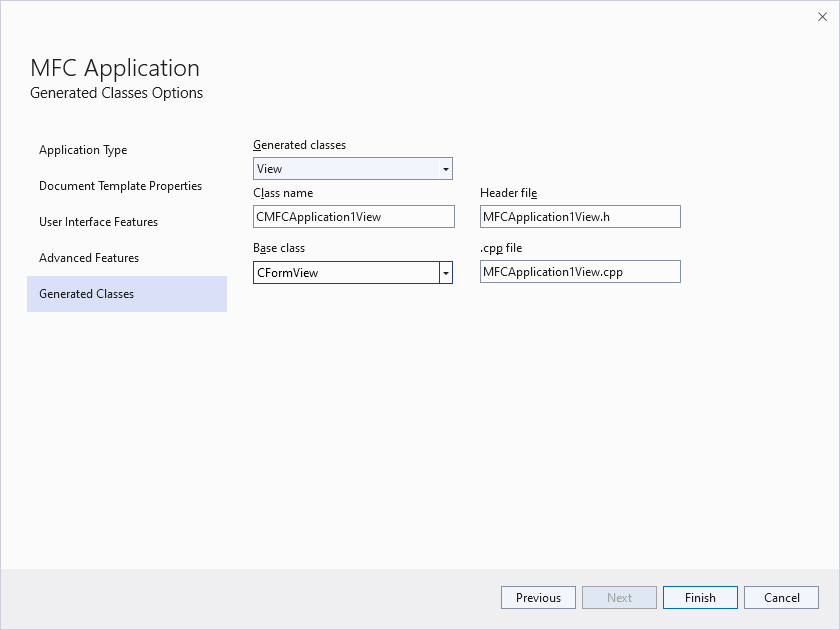 MFC Application
Generated Classes Options
Application Type
Document Template Properties
User Interface Features
Advanced Features
Generated Classes
Generated classes
View
Class name
CMFCApplication1View
Header file
MFCApplication1View.h
Base class
CFormView
.cpp file
MFCApplication1View.cpp
Previous
Next
Finish
Cancel